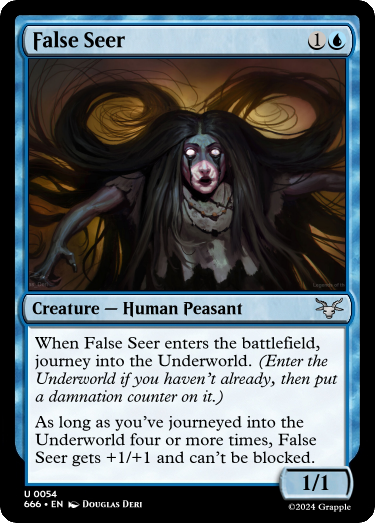 False Seer
1
Creature — Human Peasant
When False Seer enters the battlefield,
journey into the Underworld. (Enter the
Underworld if you haven't already, then put
a damnation counter on it.)
As long as you've journeyed into the
Underworld four or more times, False
Seer gets +1/+1 and can't be blocked.
1/1
U 0054
666 • EN Douglas Deri
©2024 Grapple